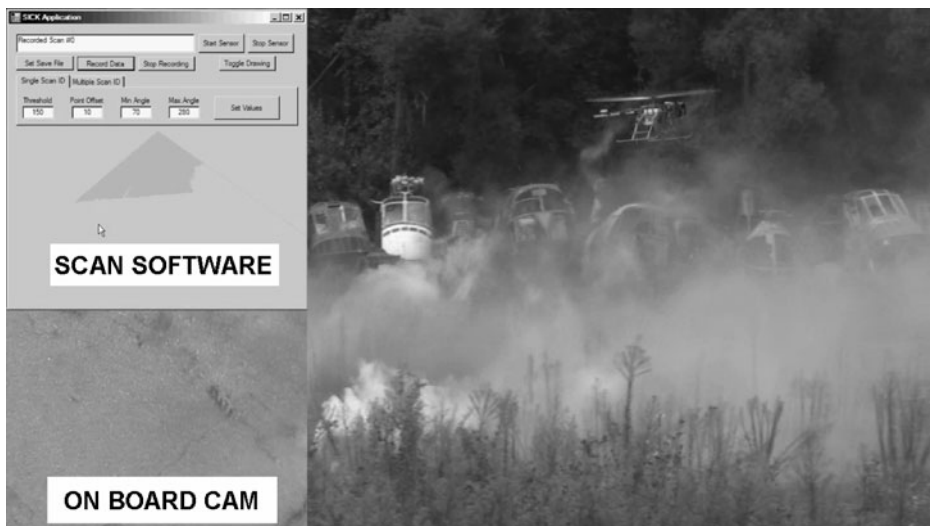 SICK Application
Recorded Scan #0
Start Sensor
Stop Sensor
Set Save File
Record Data
Stop Recording
Toggle Drawing
Single Scan ID
Multiple Scan ID
Threshold
Point Offset
Min Angle
Max Angle
150
10
70
280
Set Values
SCAN SOFTWARE
ON BOARD CAM